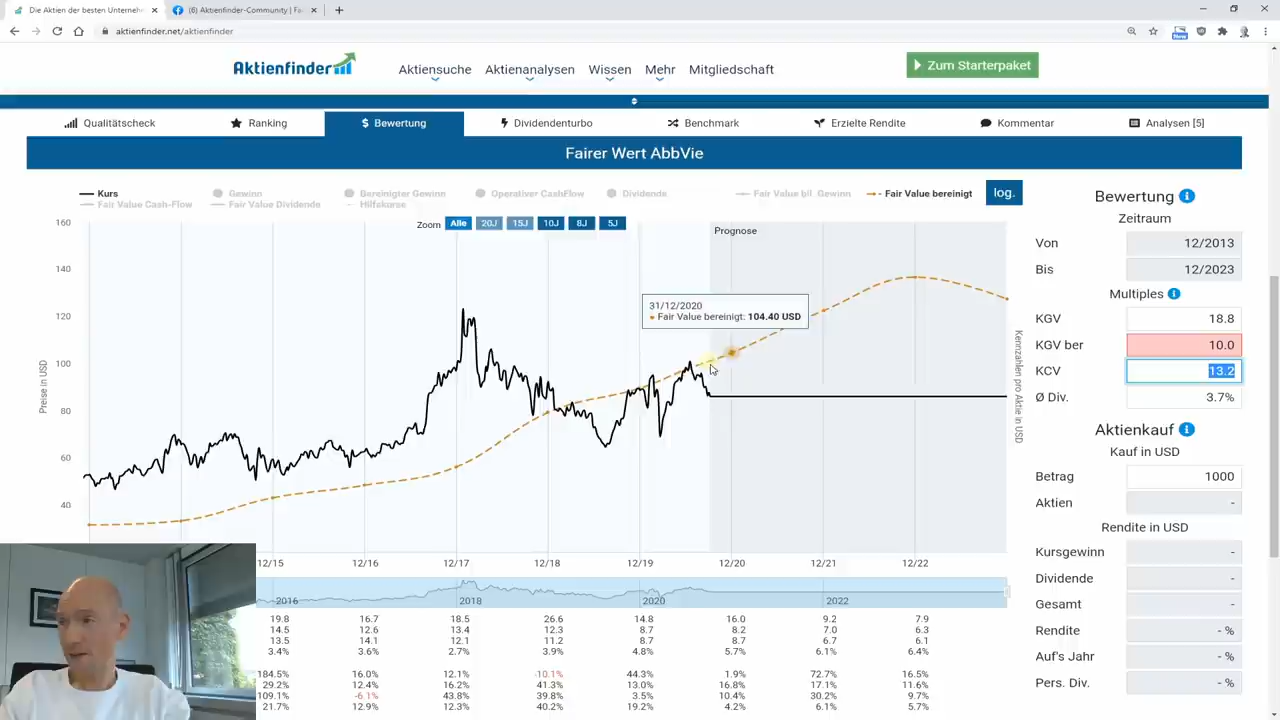 Die Aktien der besten Unternehm
(6) Aktienfinder-Community | Fa
aktienfinder.net/aktienfinder
New
Aktienfinder
Aktiensuche
Aktienanalysen
Wissen
Mehr
Mitgliedschaft
Zum Starterpaket
Qualitätscheck
Ranking
$ Bewertung
Dividendenturbo
Benchmark
Erzielte Rendite
Kommentar
Analysen [5]
Fairer Wert AbbVie
Kurs
Gewinn
Bereinigter Gewinn
Operativer CashFlow
Dividende
Fair Value bil. Gewinn
Fair Value bereinigt
Fair Value Cash-Flow
Fair Value Dividende
Hilfskurse
log.
Zoom
Alle
20J
15J
10J
8J
5J
Prognose
160
140
120
100
80
60
40
Preise in USD
Kennzahlen pro Aktie in USD
31/12/2020
Fair Value bereinigt: 104.40 USD
12/15
12/16
12/17
12/18
12/19
12/20
12/21
12/22
2016
2018
2020
2022
19.8 16.7 18.5 26.6 14.8 16.0 9.2 7.9
14.5 12.6 13.4 12.3 8.7 8.2 7.0 6.3
13.5 14.1 12.1 11.2 8.7 8.7 6.7 6.1
3.4% 3.6% 2.7% 3.9% 4.8% 5.7% 6.1% 6.4%
184.5% 16.0% 12.1% -10.1% 44.3% 1.9% 72.7% 16.5%
29.2% 12.4% 16.2% 41.3% 13.0% 16.8% 17.1% 11.6%
109.1% -6.1% 43.8% 39.8% 3.5% 10.4% 30.2% 9.7%
21.7% 12.9% 12.3% 40.2% 19.2% 4.2% 6.1% 5.7%
Bewertung
Zeitraum
Von 12/2013
Bis 12/2023
Multiples
KGV 18.8
KGV ber 10.0
KCV 13.2
Ø Div. 3.7%
Aktienkauf
Kauf in USD
Betrag 1000
Aktien -
Rendite in USD
Kursgewinn -
Dividende -
Gesamt -
Rendite - %
Auf's Jahr - %
Pers. Div. - %